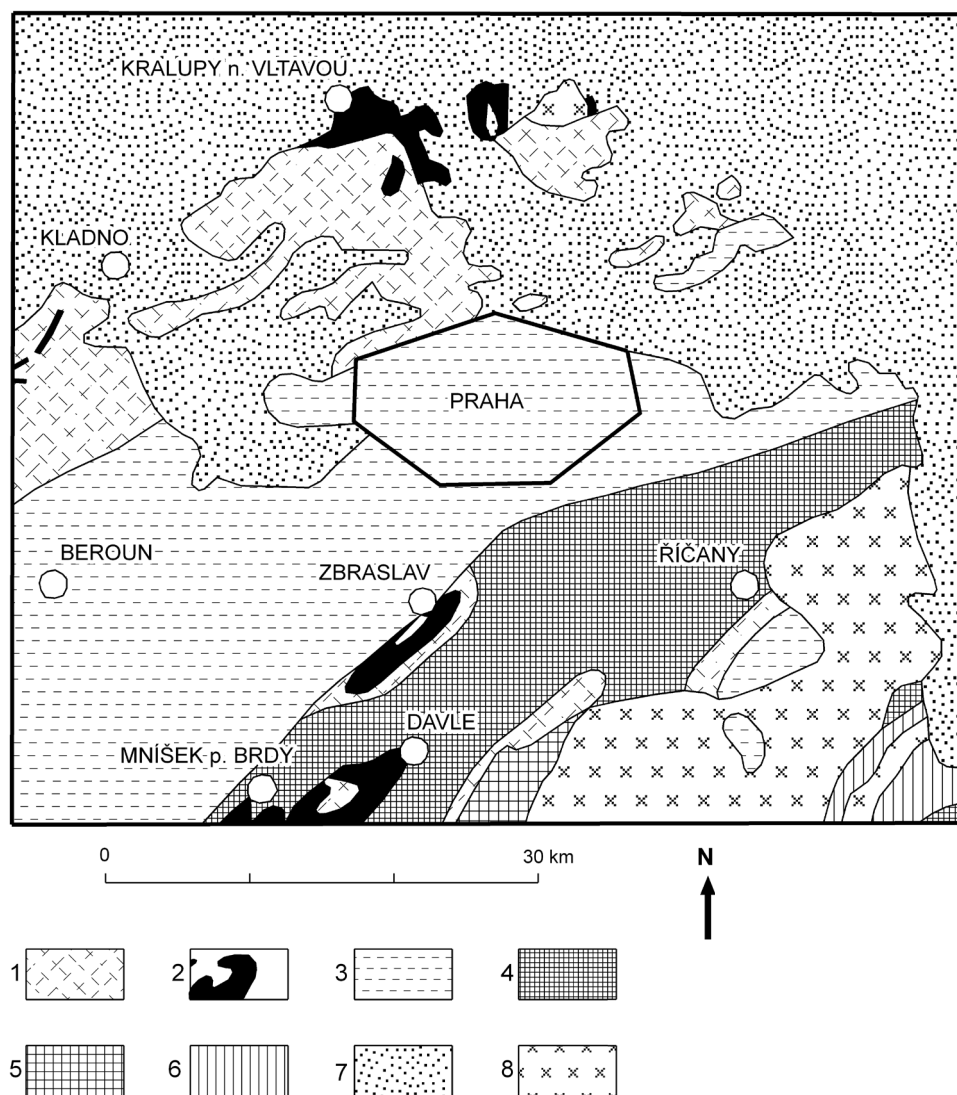 KRALUPY n. VLTAVOU
KLADNO
PRAHA
BEROUN
ZBRASLAV
ŘÍČANY
DAVLE
MNÍŠEK p. BRDY
0 30 km N
1 2 3 4
5 6 7 8